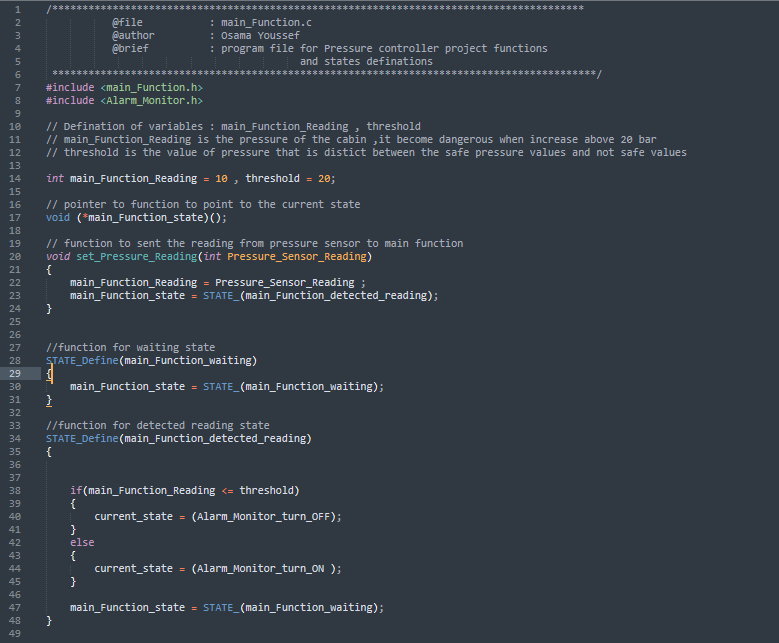 1 /****************************************************************************************
2 @file : main_Function.c
3 @author : Osama Youssef
4 @brief : program file for Pressure controller project functions
5 and states definations
6 ******************************************************************************************/
7 #include <main_Function.h>
8 #include <Alarm_Monitor.h>
9
10 // Defination of variables : main_Function_Reading , threshold
11 // main_Function_Reading is the pressure of the cabin ,it become dangerous when increase above 20 bar
12 // threshold is the value of pressure that is distict between the safe pressure values and not safe values
13
14 int main_Function_Reading = 10 , threshold = 20;
15
16 // pointer to function to point to the current state
17 void (*main_Function_state)();
18
19 // function to sent the reading from pressure sensor to main function
20 void set_Pressure_Reading(int Pressure_Sensor_Reading)
21 {
22 main_Function_Reading = Pressure_Sensor_Reading ;
23 main_Function_state = STATE_(main_Function_detected_reading);
24 }
25
26
27 //function for waiting state
28 STATE_Define(main_Function_waiting)
29 {
30 main_Function_state = STATE_(main_Function_waiting);
31 }
32
33 //function for detected reading state
34 STATE_Define(main_Function_detected_reading)
35 {
36
37
38 if(main_Function_Reading <= threshold)
39 {
40 current_state = (Alarm_Monitor_turn_OFF);
41 }
42 else
43 {
44 current_state = (Alarm_Monitor_turn_ON );
45 }
46
47 main_Function_state = STATE_(main_Function_waiting);
48 }
49